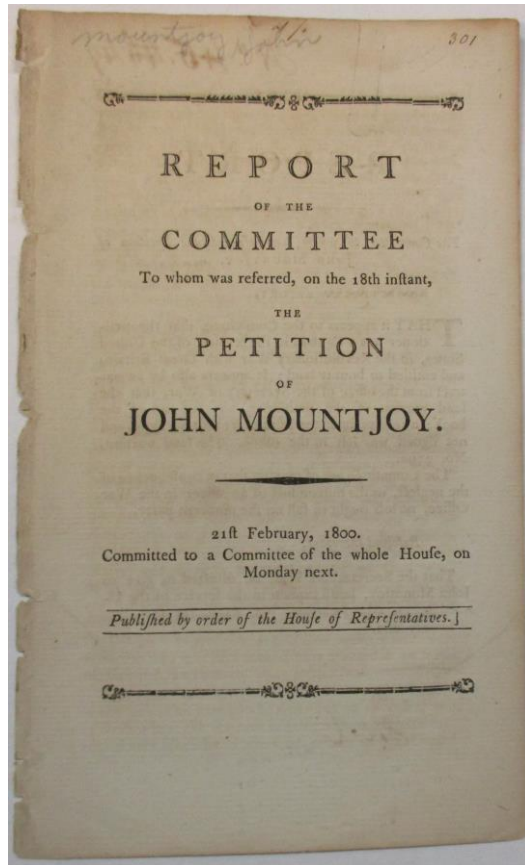 mountjoy John
301
REPORT
OF THE
COMMITTEE
To whom was referred, on the 18th inſtant,
THE
PETITION
OF
JOHN MOUNTJOY.
21ſt February, 1800.
Committed to a Committee of the whole Houſe, on
Monday next.
Publiſhed by order of the Houſe of Repreſentatives.]